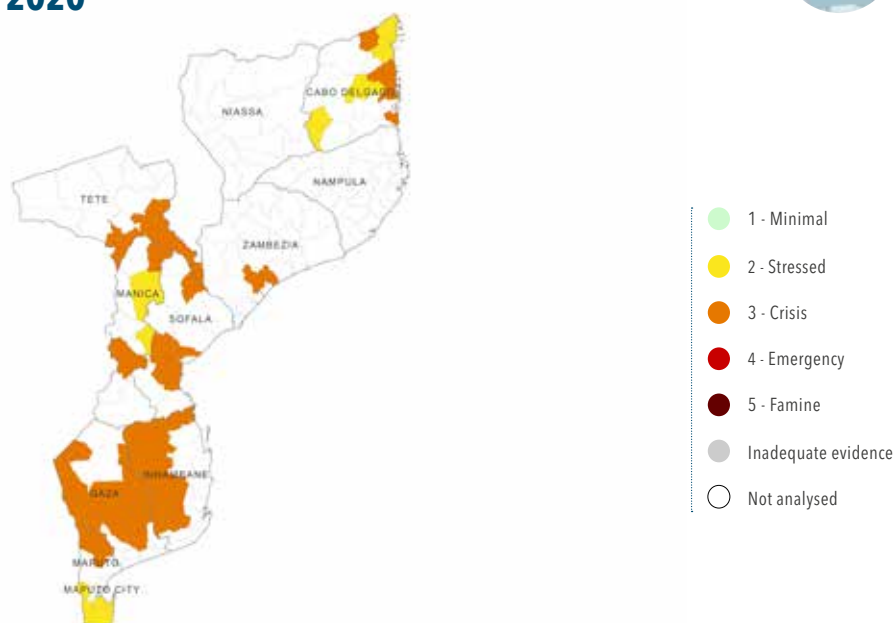 2020
CABO DELGADO
NIASSA
NAMPULA
TETE
ZAMBEZIA
MANICA
SOFALA
INHAMBANE
GAZA
MAPUTO
MAPUTO CITY
1 - Minimal
2 - Stressed
3 - Crisis
4 - Emergency
5 - Famine
Inadequate evidence
Not analysed